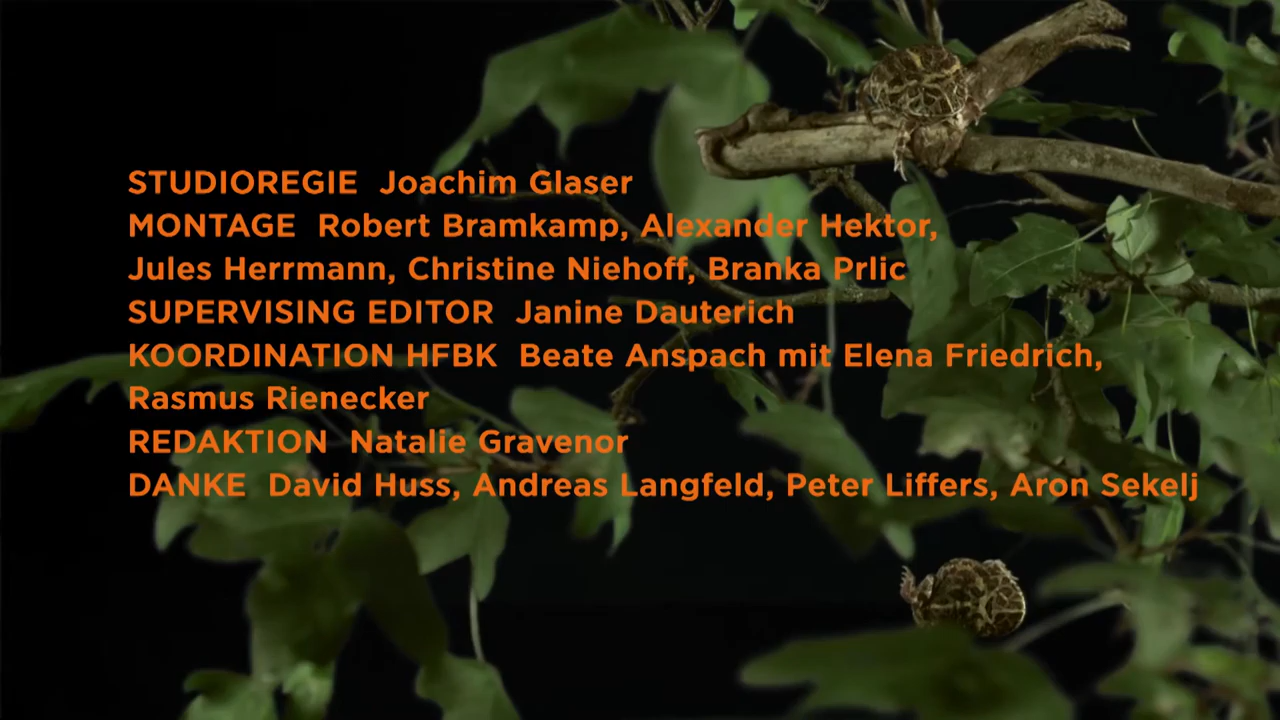 STUDIOREGIE Joachim Glaser
MONTAGE Robert Bramkamp, Alexander Hektor,
Jules Herrmann, Christine Niehoff, Branka Prlic
SUPERVISING EDITOR Janine Dauterich
KOORDINATION HFBK Beate Anspach mit Elena Friedrich,
Rasmus Rienecker
REDAKTION Natalie Gravenor
DANKE David Huss, Andreas Langfeld, Peter Liffers, Aron Sekelj